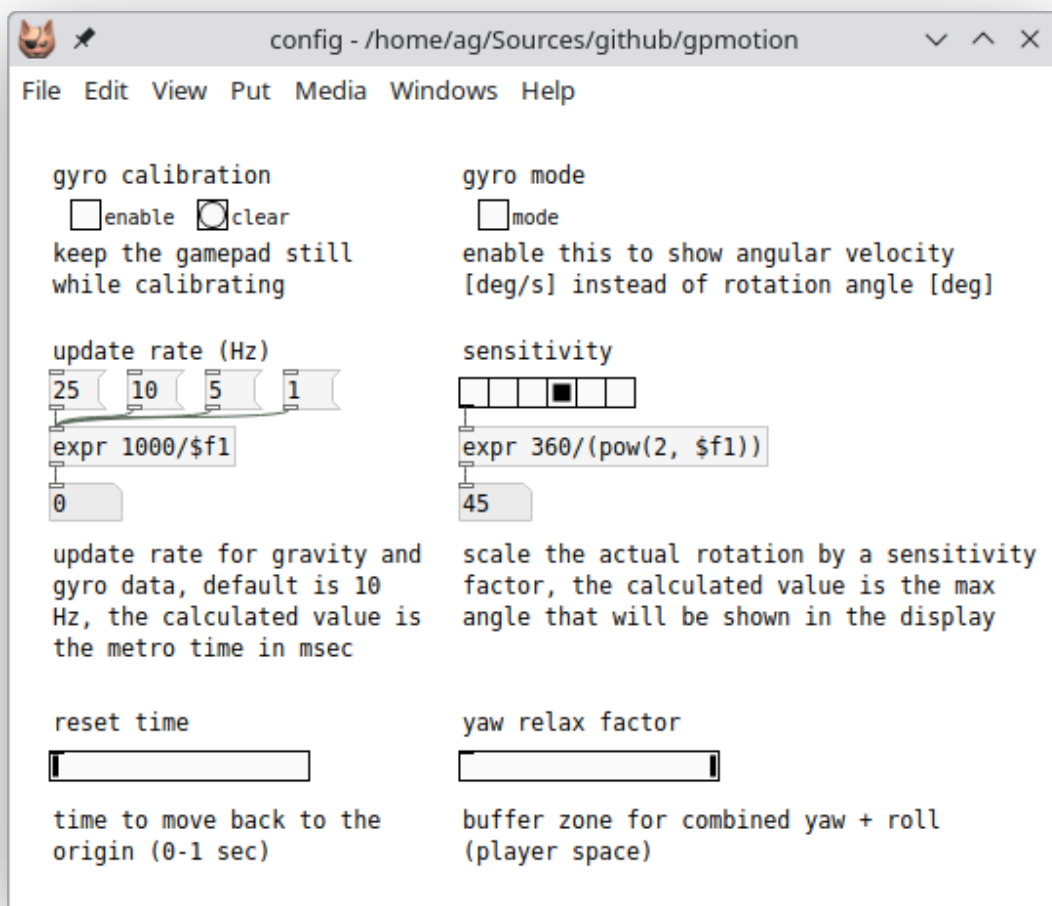 config - /home/ag/Sources/github/gpmotion
File Edit View Put Media Windows Help
gyro calibration
enable clear
keep the gamepad still
while calibrating
gyro mode
mode
enable this to show angular velocity
[deg/s] instead of rotation angle [deg]
update rate (Hz)
25 10 5 1
expr 1000/$f1
0
update rate for gravity and
gyro data, default is 10
Hz, the calculated value is
the metro time in msec
sensitivity
expr 360/(pow(2, $f1))
45
scale the actual rotation by a sensitivity
factor, the calculated value is the max
angle that will be shown in the display
reset time
time to move back to the
origin (0-1 sec)
yaw relax factor
buffer zone for combined yaw + roll
(player space)